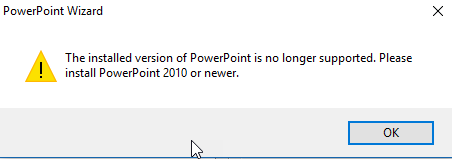 PowerPoint Wizard
The installed version of PowerPoint is no longer supported. Please
install PowerPoint 2010 or newer.
OK